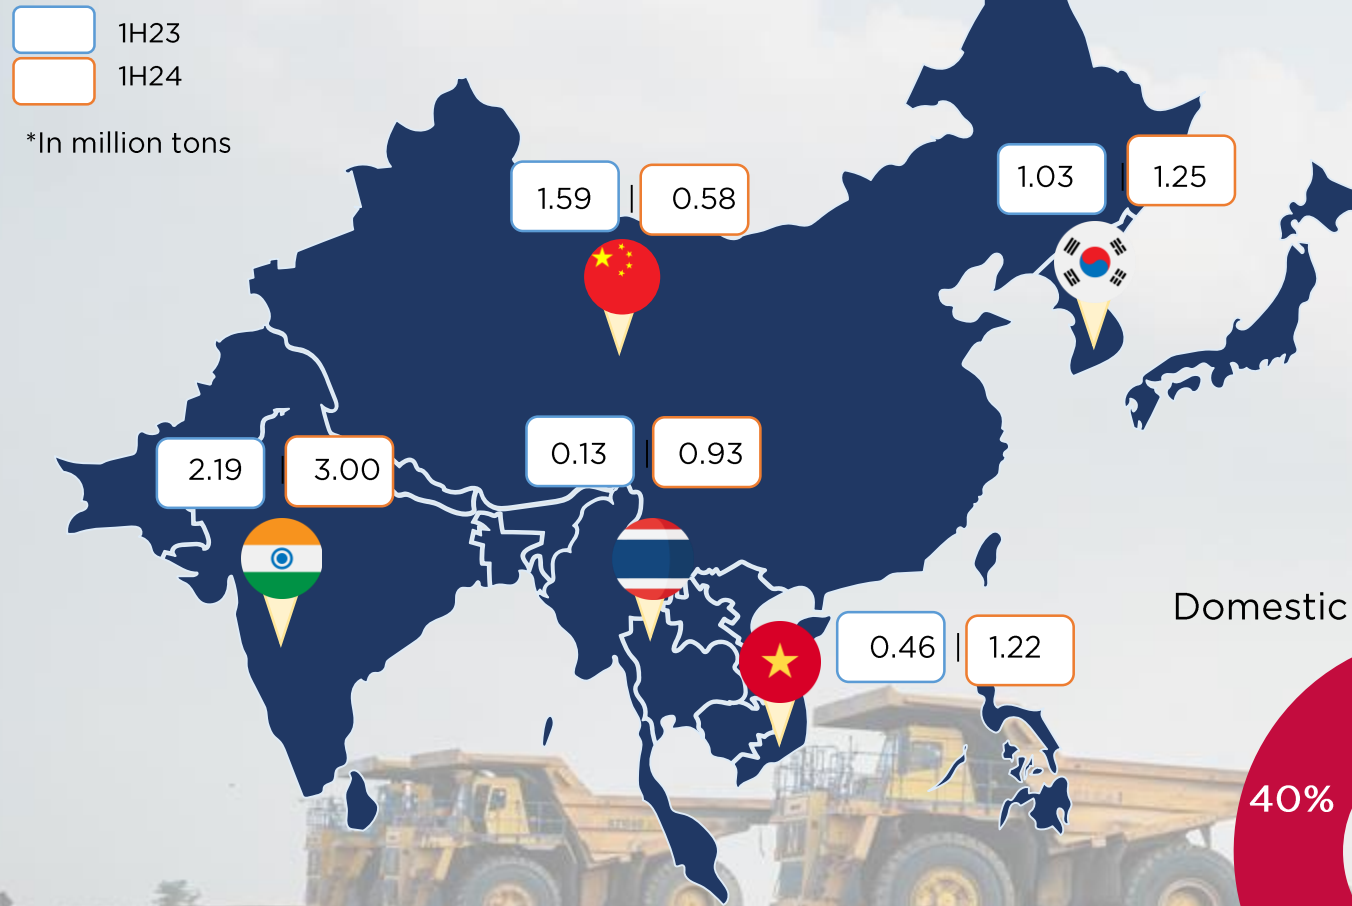 1H23
1H24
*In million tons
1.59 | 0.58
1.03 | 1.25
2.19 | 3.00
0.13 | 0.93
0.46 | 1.22
Domestic
40%